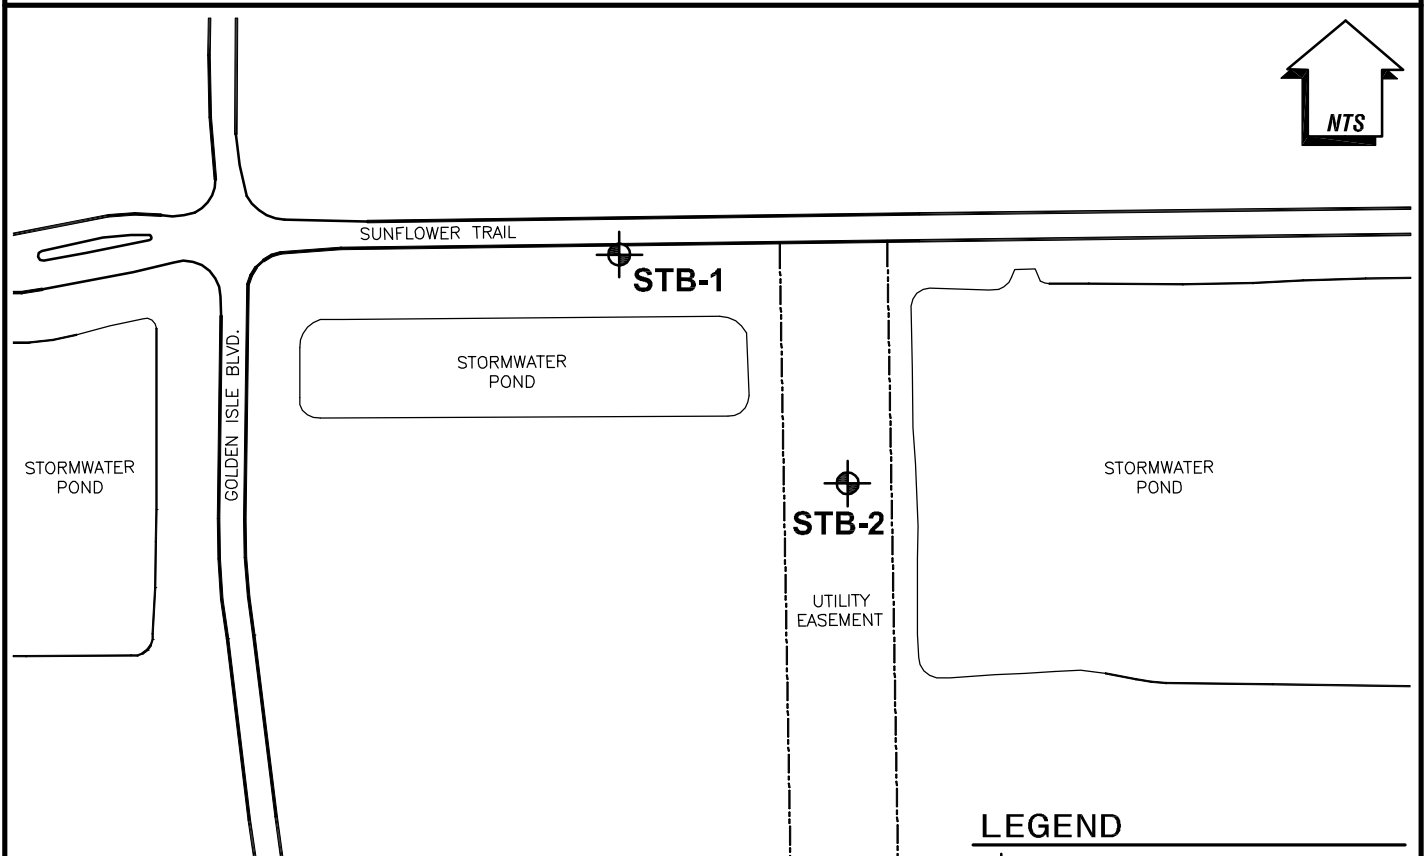 NTS
SUNFLOWER TRAIL
STB-1
GOLDEN ISLE BLVD.
STORMWATER
POND
STORMWATER
POND
STORMWATER
POND
STB-2
UTILITY
EASEMENT
LEGEND